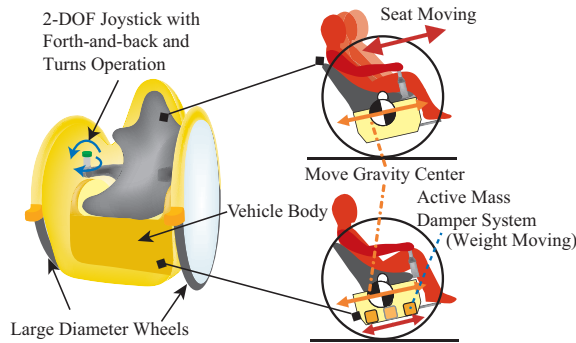 2-DOF Joystick with
Forth-and-back and
Turns Operation
Seat Moving
Move Gravity Center
Active Mass
Damper System
(Weight Moving)
Vehicle Body
Large Diameter Wheels